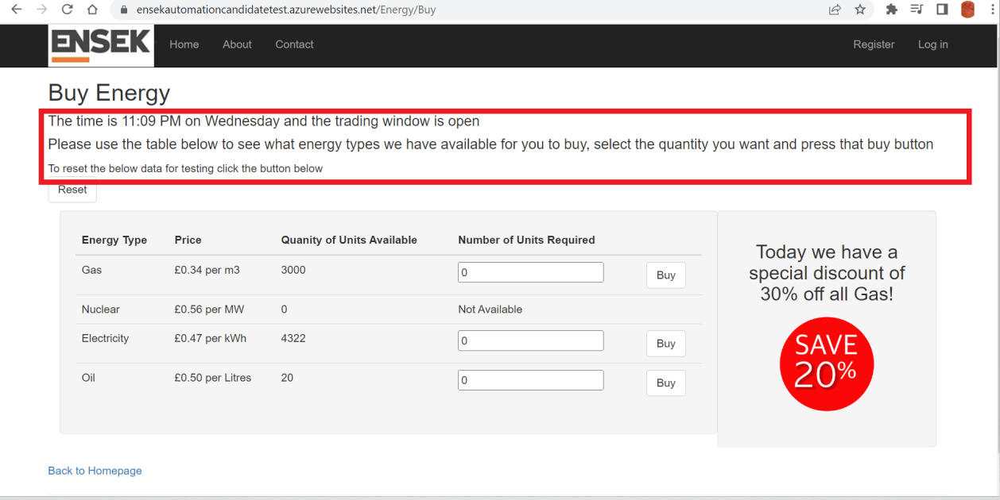 ensekautomationcandidatetest.azurewebsites.net/Energy/Buy
ENSEK Home About Contact Register Log in
Buy Energy
The time is 11:09 PM on Wednesday and the trading window is open
Please use the table below to see what energy types we have available for you to buy, select the quantity you want and press that buy button
To reset the below data for testing click the button below
Reset
Energy Type Price Quanity of Units Available Number of Units Required
Gas £0.34 per m3 3000 0 Buy
Nuclear £0.56 per MW 0 Not Available
Electricity £0.47 per kWh 4322 0 Buy
Oil £0.50 per Litres 20 0 Buy
Today we have a
special discount of
30% off all Gas!
SAVE
20%
Back to Homepage